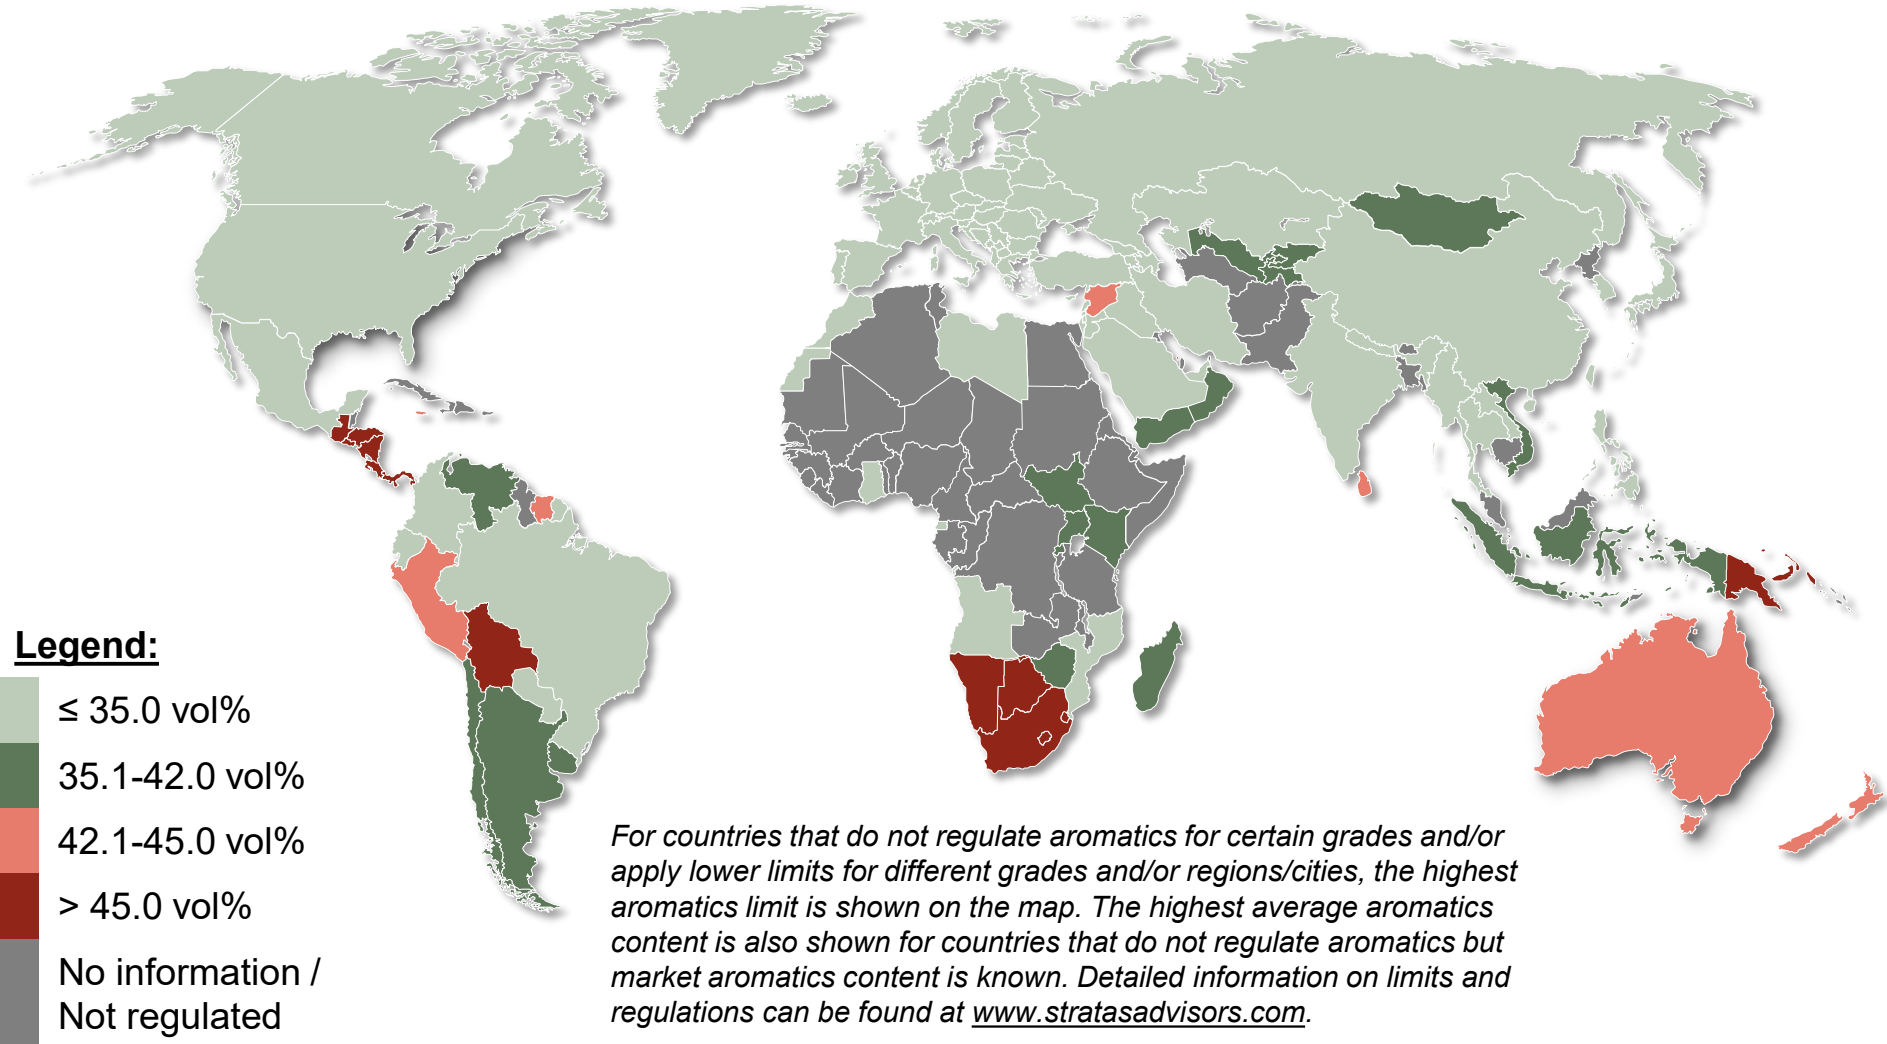 Legend:
≤ 35.0 vol%
35.1-42.0 vol%
42.1-45.0 vol%
> 45.0 vol%
No information /
Not regulated
For countries that do not regulate aromatics for certain grades and/or
apply lower limits for different grades and/or regions/cities, the highest
aromatics limit is shown on the map. The highest average aromatics
content is also shown for countries that do not regulate aromatics but
market aromatics content is known. Detailed information on limits and
regulations can be found at www.stratasadvisors.com.